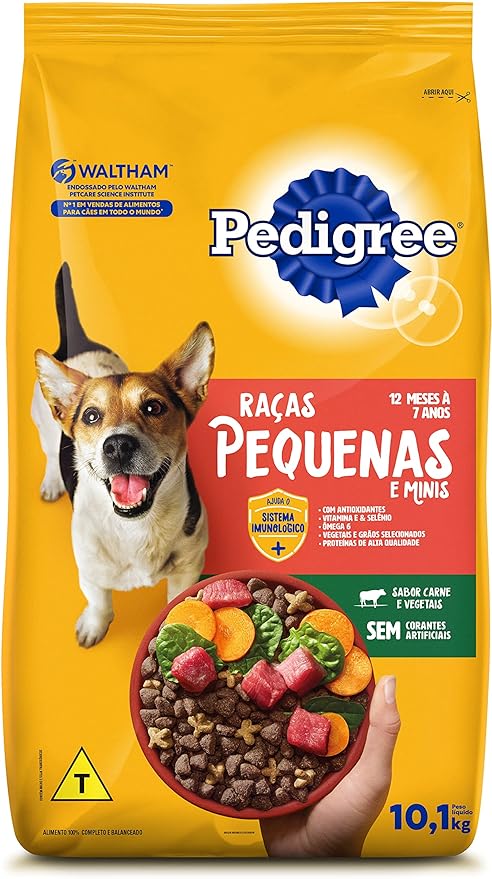 ABRIR AQUI
WALTHAM™
ENDOSSADO PELO WALTHAM
PETCARE SCIENCE INSTITUTE
Nº 1 EM VENDAS DE ALIMENTOS
PARA CÃES EM TODO O MUNDO*
Pedigree®
RAÇAS
12 MESES À
7 ANOS
PEQUENAS
E MINIS
AJUDA O
SISTEMA
IMUNOLÓGICO
+
• COM ANTIOXIDANTES
• VITAMINA E & SELÊNIO
• ÔMEGA 6
• VEGETAIS E GRÃOS SELECIONADOS
• PROTEÍNAS DE ALTA QUALIDADE
SABOR CARNE
E VEGETAIS
SEM CORANTES
ARTIFICIAIS
T
ALIMENTO 100% COMPLETO E BALANCEADO
10,1kg
Peso
líquido